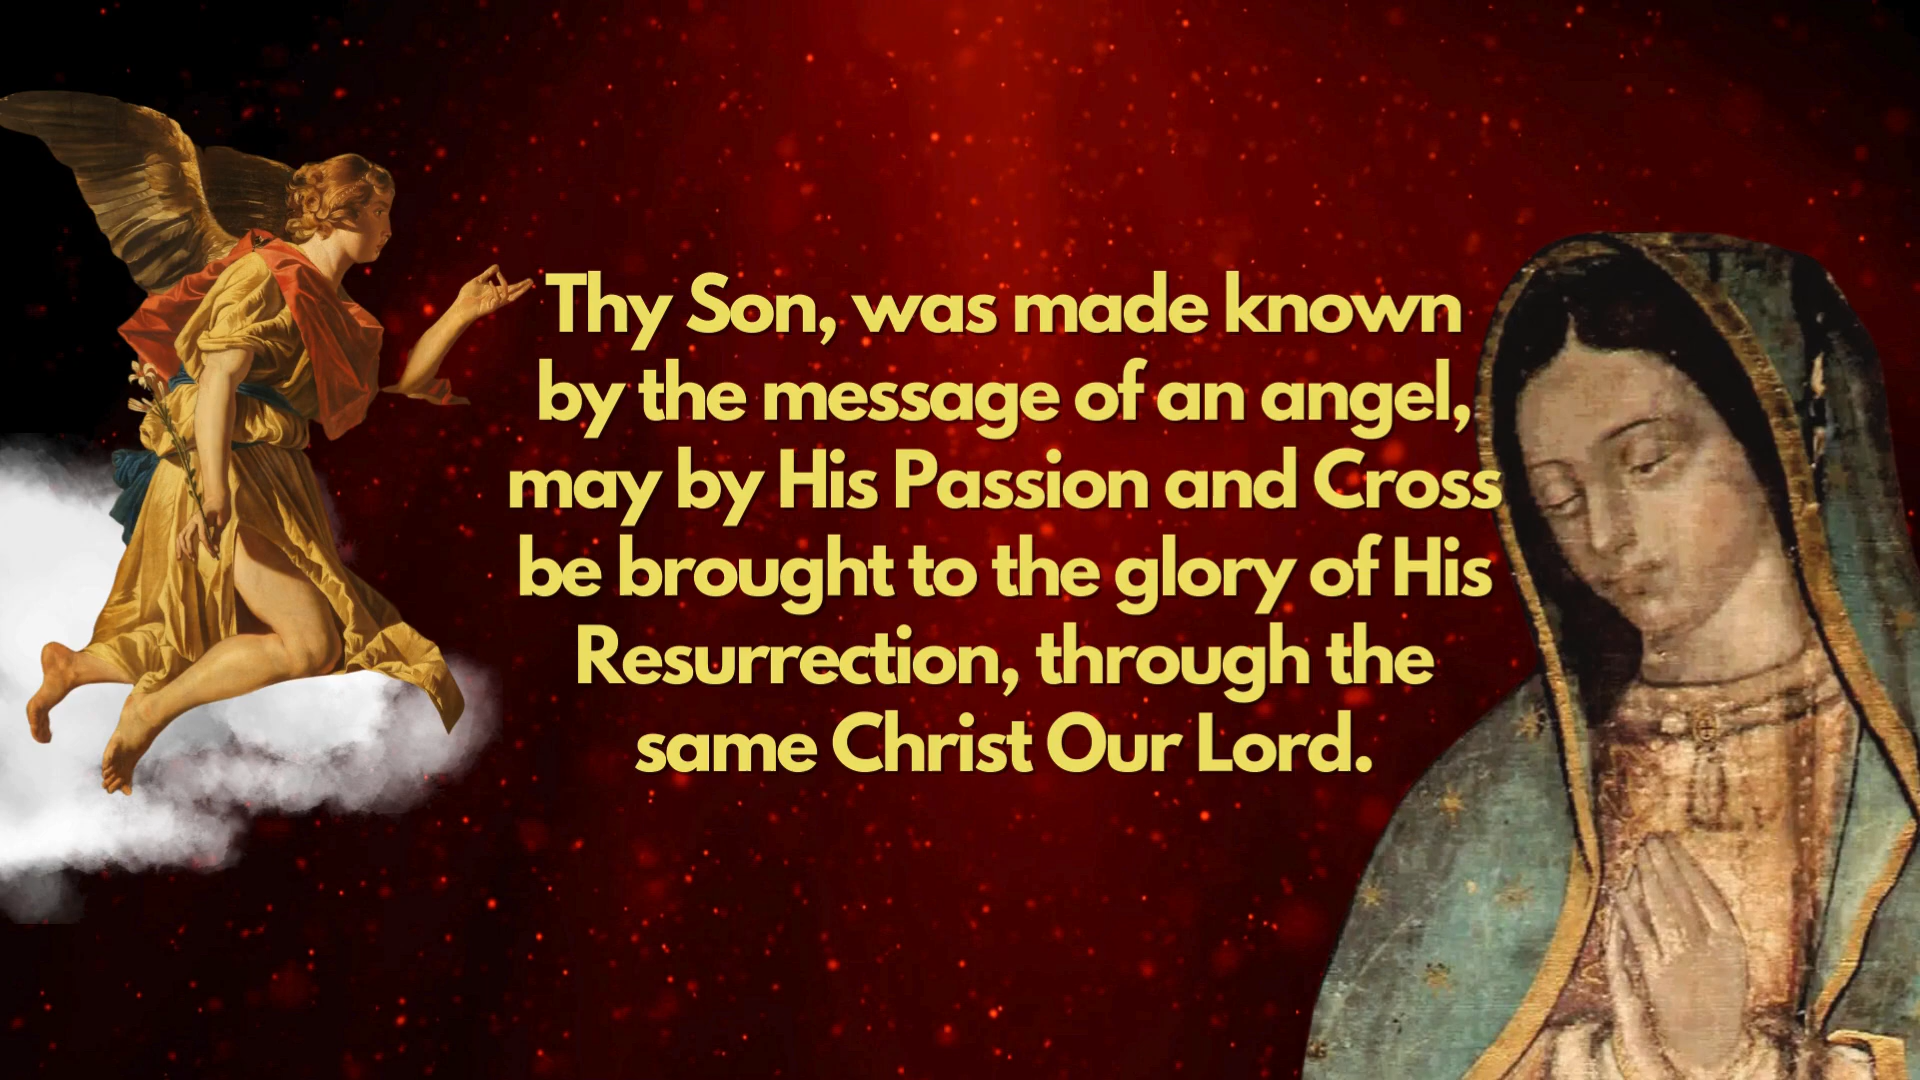 Thy Son, was made known
by the message of an angel,
may by His Passion and Cross
be brought to the glory of His
Resurrection, through the
same Christ Our Lord.